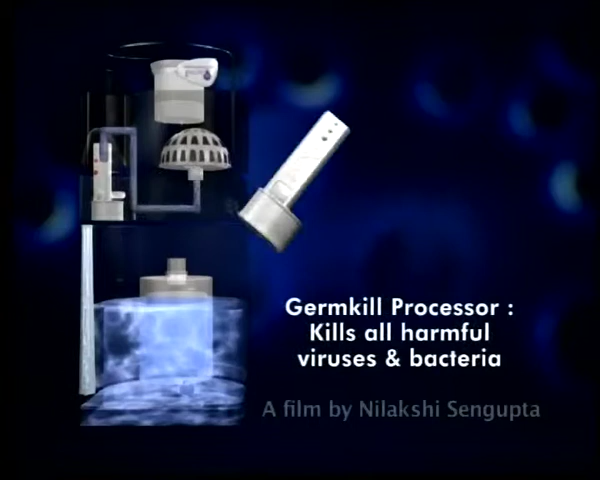 Germkill Processor :
Kills all harmful
viruses & bacteria
A film by Nilakshi Sengupta